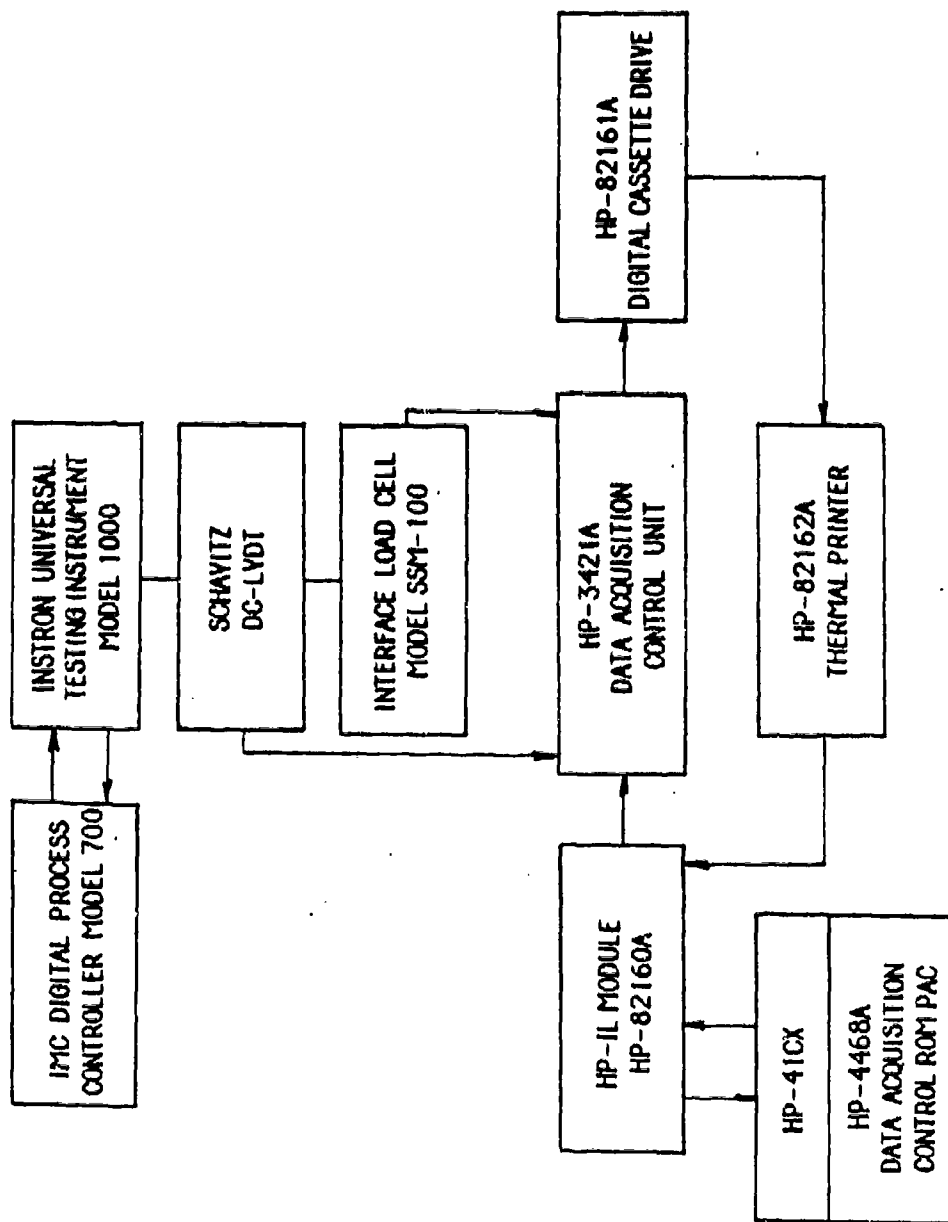 IMC DIGITAL PROCESS
CONTROLLER MODEL 700
INSTRON UNIVERSAL
TESTING INSTRUMENT
MODEL 1000
SCHAVITZ
DC-LVDT
INTERFACE LOAD CELL
MODEL SSM-100
HP-IL MODULE
HP-82160A
HP-3421A
DATA ACQUISITION
CONTROL UNIT
HP-82161A
DIGITAL CASSETTE DRIVE
HP-41CX
HP-4468A
DATA ACQUISITION
CONTROL ROM PAC
HP-82162A
THERMAL PRINTER